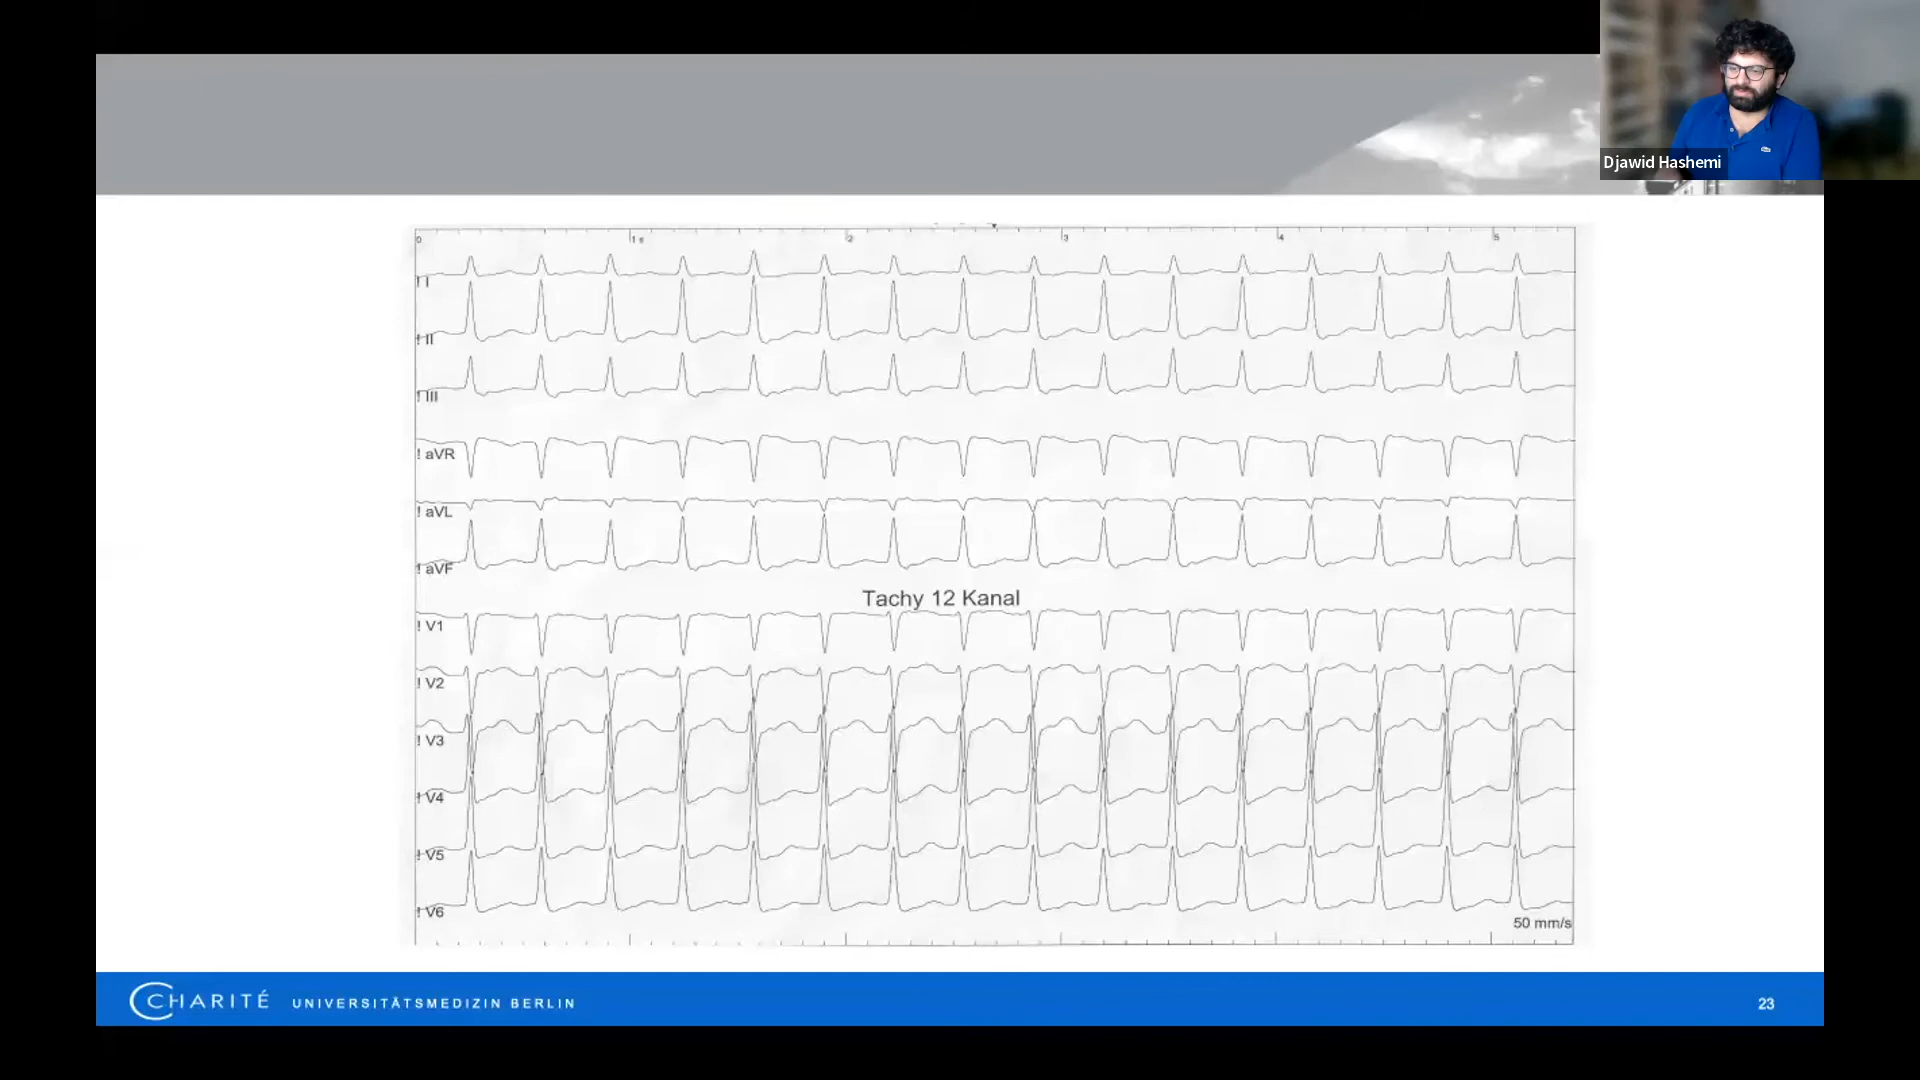 Djawid Hashemi
0 1 s 2 3 4 5
! I
! II
! III
! aVR
! aVL
! aVF
Tachy 12 Kanal
! V1
! V2
! V3
! V4
! V5
! V6
50 mm/s
CHARITÉ UNIVERSITÄTSMEDIZIN BERLIN
23